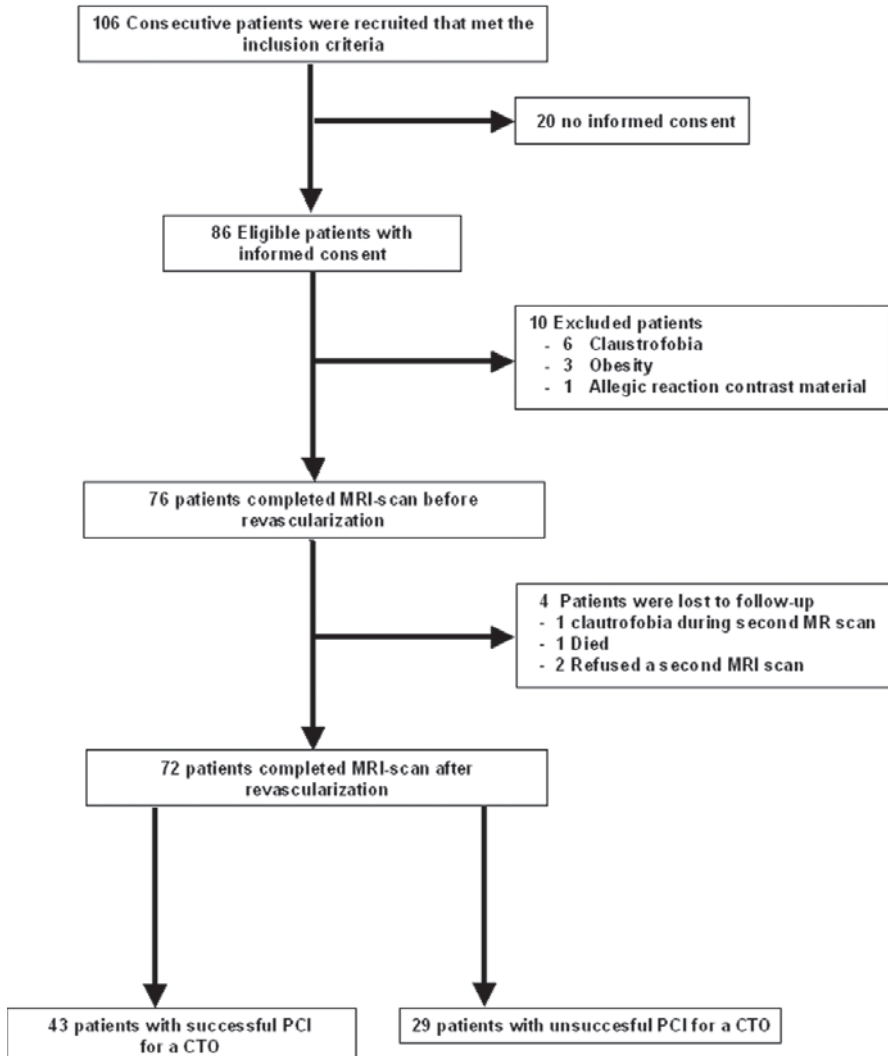 106 Consecutive patients were recruited that met the
inclusion criteria
20 no informed consent
86 Eligible patients with
informed consent
10 Excluded patients
- 6 Claustrofobia
- 3 Obesity
- 1 Allegic reaction contrast material
76 patients completed MRI-scan before
revascularization
4 Patients were lost to follow-up
- 1 clautrofobia during second MR scan
- 1 Died
- 2 Refused a second MRI scan
72 patients completed MRI-scan after
revascularization
43 patients with successful PCI
for a CTO
29 patients with unsuccesful PCI for a CTO